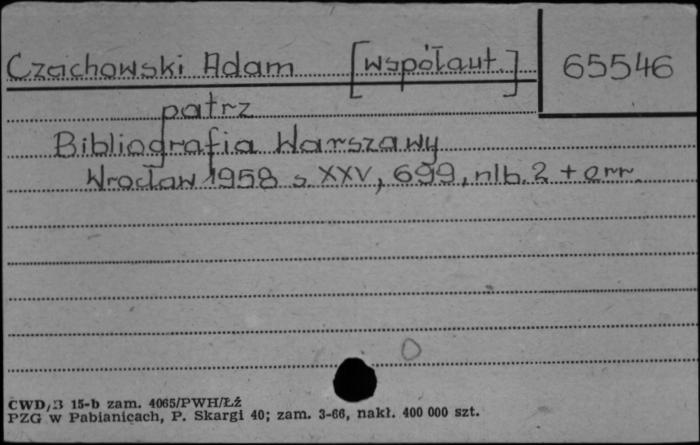 Czachowski Adam [współaut.] 65546
patrz
Bibliografia Warszawy
Wrocław 1958 s. XXV, 699, nlb. 2 + err.
O
CWD/3 15-b zam. 4065/PWH/Łź
PZG w Pabianicach, P. Skargi 40; zam. 3-66, nakł. 400 000 szt.